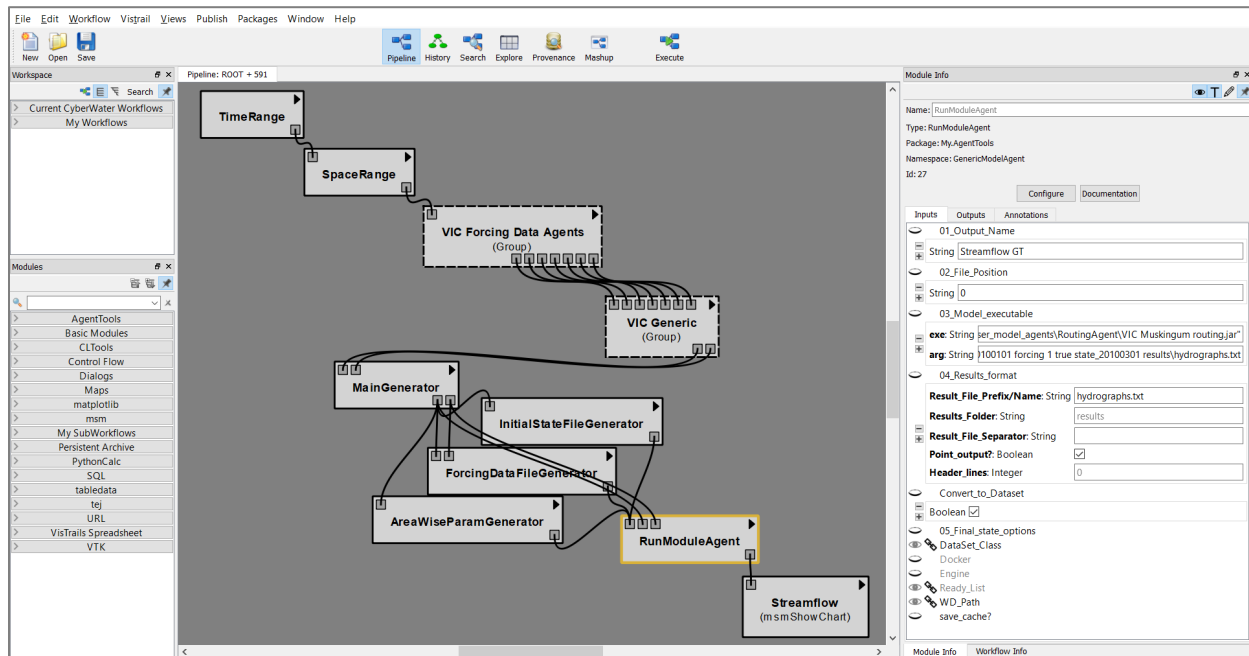 File Edit Workflow Vistrail Views Publish Packages Window Help
New Open Save Pipeline History Search Explore Provenance Mashup Execute
Workspace
Search
Current CyberWater Workflows
My Workflows
Modules
AgentTools
Basic Modules
CLTools
Control Flow
Dialogs
Maps
matplotlib
msm
My SubWorkflows
Persistent Archive
PythonCalc
SQL
tabledata
tej
URL
VisTrails Spreadsheet
VTK
Pipeline: ROOT + 591
TimeRange
SpaceRange
VIC Forcing Data Agents
(Group)
VIC Generic
(Group)
MainGenerator
InitialStateFileGenerator
ForcingDataFileGenerator
AreaWiseParamGenerator
RunModuleAgent
Streamflow
(msmShowChart)
Module Info
Name: RunModuleAgent
Type: RunModuleAgent
Package: My.AgentTools
Namespace: GenericModelAgent
Id: 27
Configure Documentation
Inputs Outputs Annotations
01_Output_Name
String Streamflow GT
02_File_Position
String 0
03_Model_executable
exe: String ser_model_agents\RoutingAgent\VIC Muskingum routing.jar"
arg: String 0100101 forcing 1 true state_20100301 results\hydrographs.txt
04_Results_format
Result_File_Prefix/Name: String hydrographs.txt
Results_Folder: String results
Result_File_Separator: String
Point_output?: Boolean
Header_lines: Integer 0
Convert_to_Dataset
Boolean
05_Final_state_options
DataSet_Class
Docker
Engine
Ready_List
WD_Path
save_cache?
Module Info Workflow Info